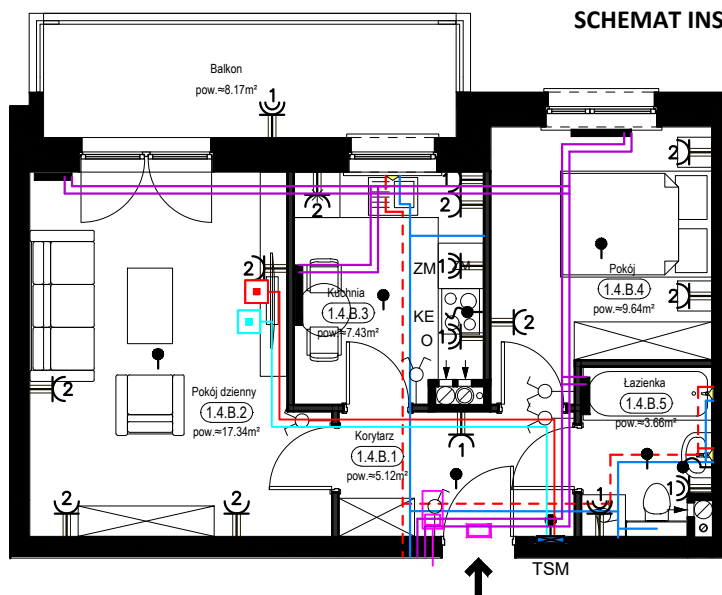 SCHEMAT INS
Balkon
pow.≈8.17m²
1
2
2
2
2
2
ZM
1
Pokój
1.4.B.4
pow.≈9.64m²
2
Kuchnia
1.4.B.3
pow.≈7.43m²
KE
O
1
2
2
Pokój dzienny
1.4.B.2
pow.≈17.34m²
Łazienka
1.4.B.5
pow.≈3.66m²
Korytarz
1.4.B.1
pow.≈5.12m²
1
2
2
1
1
TSM